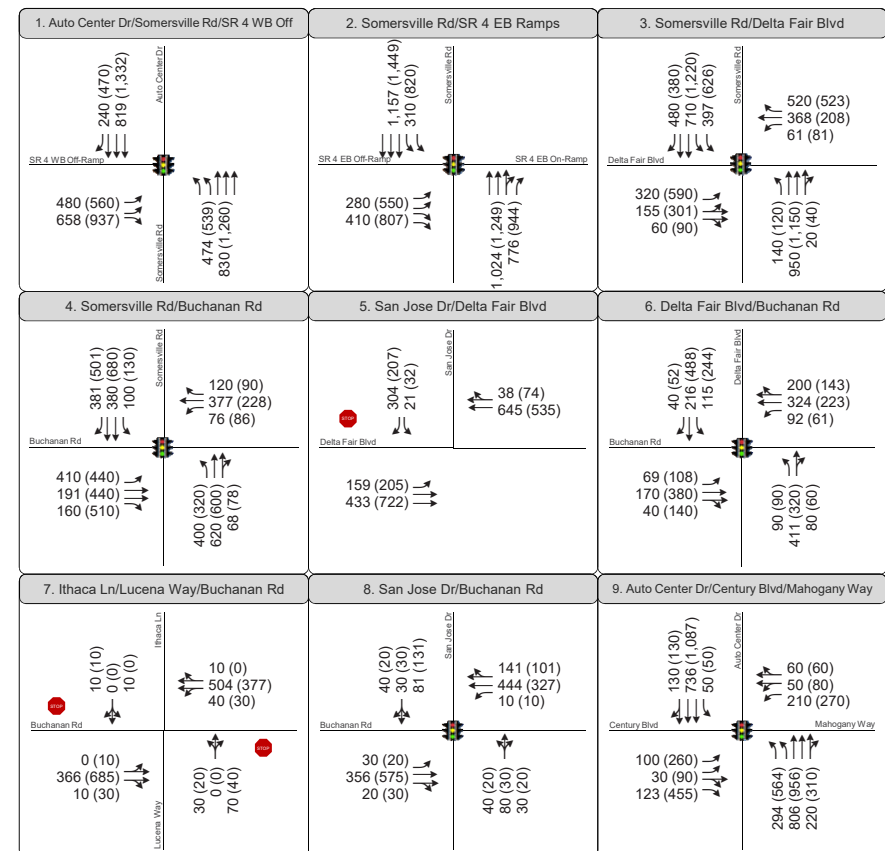 1. Auto Center Dr/Somersville Rd/SR 4 WB Off
240 (470)
819 (1,332)
Auto Center Dr
SR 4 WB Off-Ramp
480 (560)
658 (937)
Somersville Rd
474 (539)
830 (1,260)
2. Somersville Rd/SR 4 EB Ramps
1,157 (1,449)
310 (820)
Somersville Rd
SR 4 EB Off-Ramp
SR 4 EB On-Ramp
280 (550)
410 (807)
1,024 (1,249)
776 (944)
3. Somersville Rd/Delta Fair Blvd
480 (380)
710 (1,220)
397 (626)
Somersville Rd
520 (523)
368 (208)
61 (81)
Delta Fair Blvd
320 (590)
155 (301)
60 (90)
140 (120)
950 (1,150)
20 (40)
4. Somersville Rd/Buchanan Rd
381 (501)
380 (680)
100 (130)
Somersville Rd
120 (90)
377 (228)
76 (86)
Buchanan Rd
410 (440)
191 (440)
160 (510)
400 (320)
620 (600)
68 (78)
5. San Jose Dr/Delta Fair Blvd
304 (207)
21 (32)
San Jose Dr
38 (74)
645 (535)
STOP
Delta Fair Blvd
159 (205)
433 (722)
6. Delta Fair Blvd/Buchanan Rd
40 (52)
216 (488)
115 (244)
Delta Fair Blvd
200 (143)
324 (223)
92 (61)
Buchanan Rd
69 (108)
170 (380)
40 (140)
90 (90)
411 (320)
80 (60)
7. Ithaca Ln/Lucena Way/Buchanan Rd
10 (10)
0 (0)
10 (0)
Ithaca Ln
10 (0)
504 (377)
40 (30)
STOP
Buchanan Rd
STOP
0 (10)
366 (685)
10 (30)
Lucena Way
30 (20)
0 (0)
70 (40)
8. San Jose Dr/Buchanan Rd
40 (20)
30 (30)
81 (131)
San Jose Dr
141 (101)
444 (327)
10 (10)
Buchanan Rd
30 (20)
356 (575)
20 (30)
40 (20)
80 (30)
30 (20)
9. Auto Center Dr/Century Blvd/Mahogany Way
130 (130)
736 (1,087)
50 (50)
Auto Center Dr
60 (60)
50 (80)
210 (270)
Century Blvd
Mahogany Way
100 (260)
30 (90)
123 (455)
294 (564)
806 (956)
220 (310)